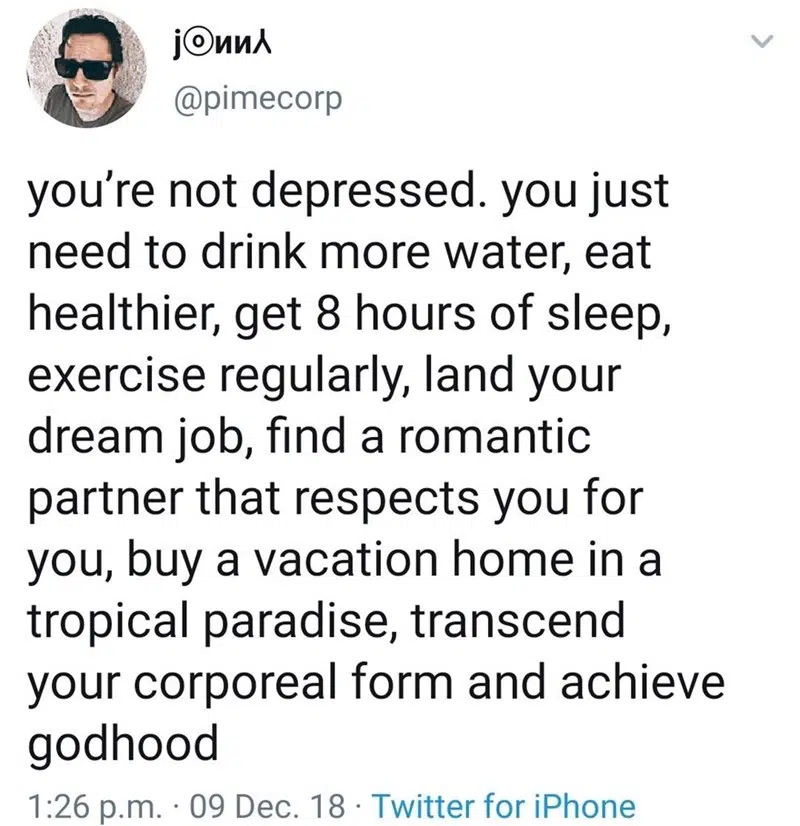 j⊙ииʎ
@pimecorp
you’re not depressed. you just
need to drink more water, eat
healthier, get 8 hours of sleep,
exercise regularly, land your
dream job, find a romantic
partner that respects you for
you, buy a vacation home in a
tropical paradise, transcend
your corporeal form and achieve
godhood
1:26 p.m. · 09 Dec. 18 · Twitter for iPhone